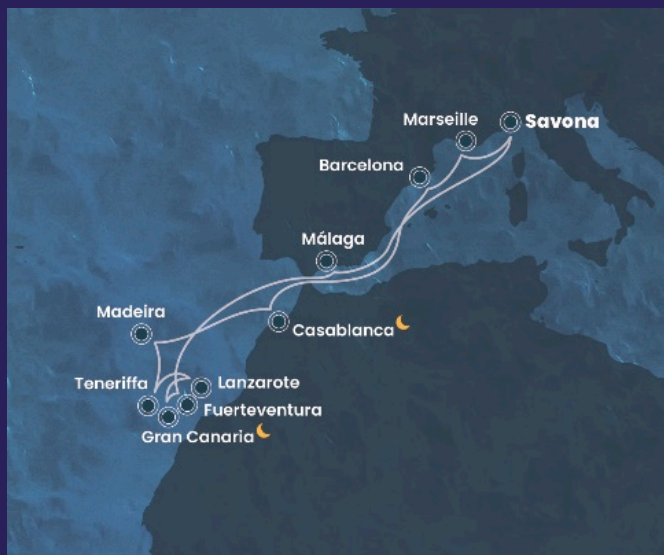 Marseille
Savona
Barcelona
Málaga
Madeira
Casablanca
Teneriffa
Lanzarote
Fuerteventura
Gran Canaria